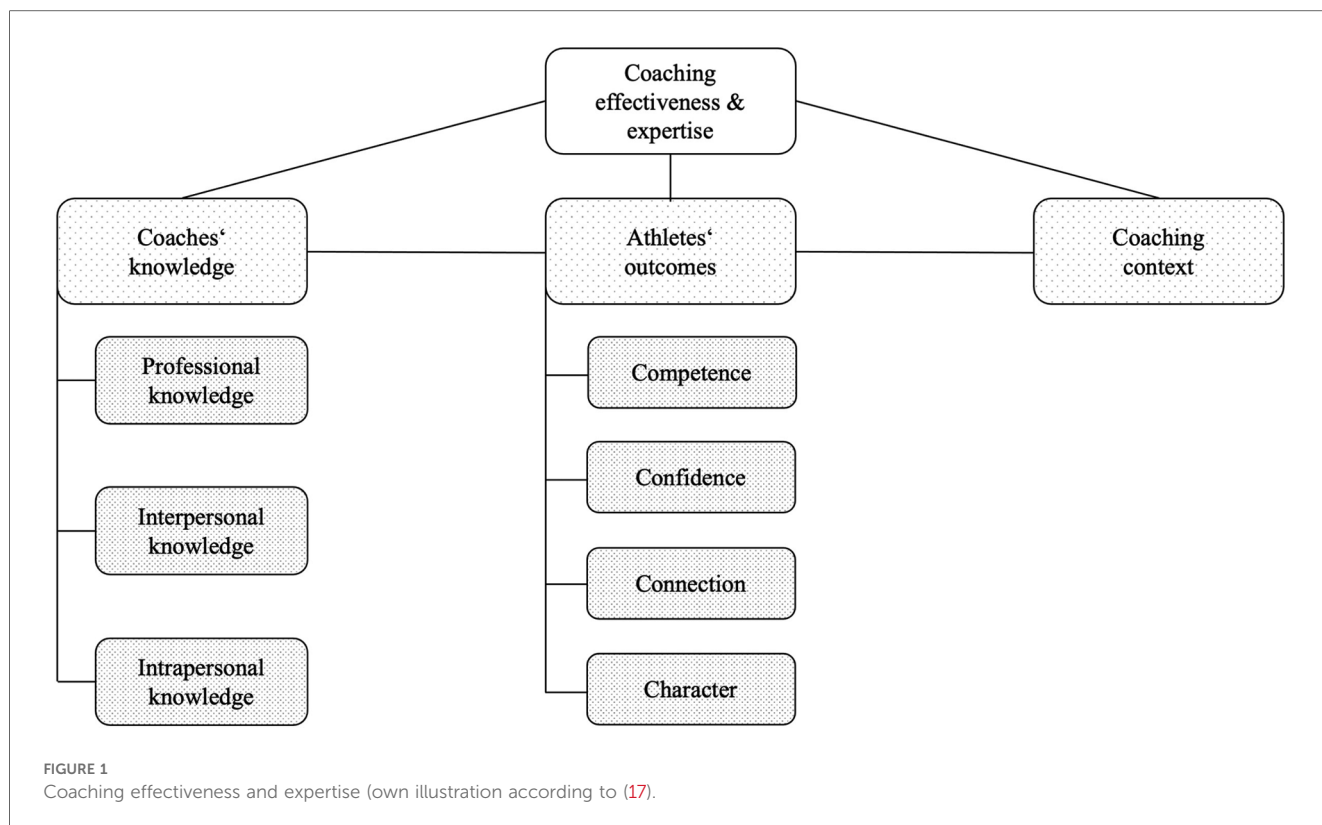 Coaching
effectiveness &
expertise
Coaches‘
knowledge
Athletes‘
outcomes
Coaching
context
Professional
knowledge
Interpersonal
knowledge
Intrapersonal
knowledge
Competence
Confidence
Connection
Character
FIGURE 1
Coaching effectiveness and expertise (own illustration according to (17).